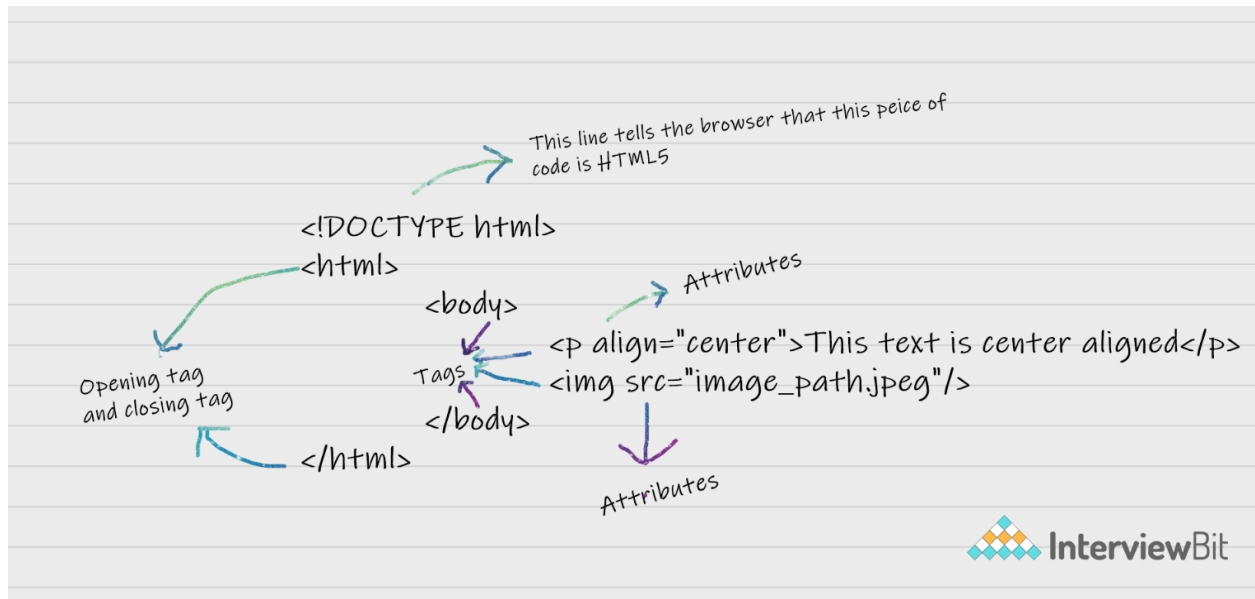 This line tells the browser that this peice of
code is HTML5
<!DOCTYPE html>
<html>
Attributes
<body>
<p align="center">This text is center aligned</p>
Tags
<img src="image_path.jpeg"/>
Opening tag
and closing tag
</body>
</html>
Attributes
InterviewBit